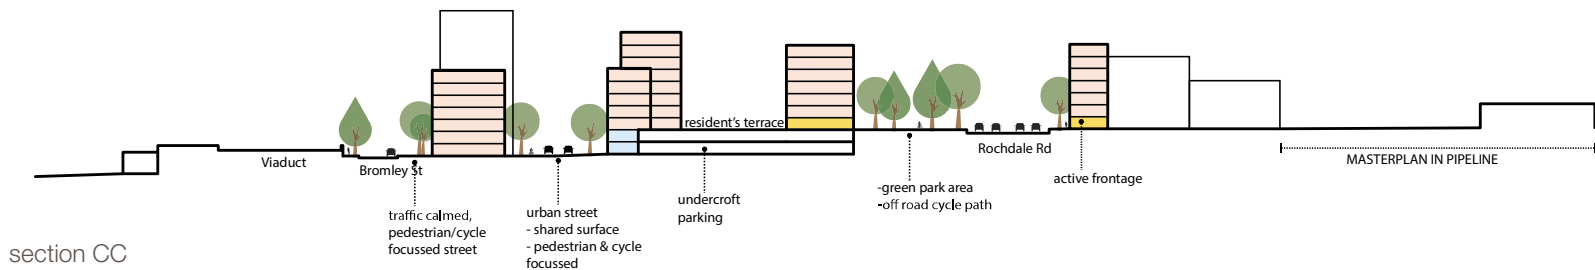 resident's terrace
Viaduct
Bromley St
Rochdale Rd
MASTERPLAN IN PIPELINE
traffic calmed,
pedestrian/cycle
focussed street
urban street
- shared surface
- pedestrian & cycle
focussed
undercroft
parking
-green park area
-off road cycle path
active frontage
section CC